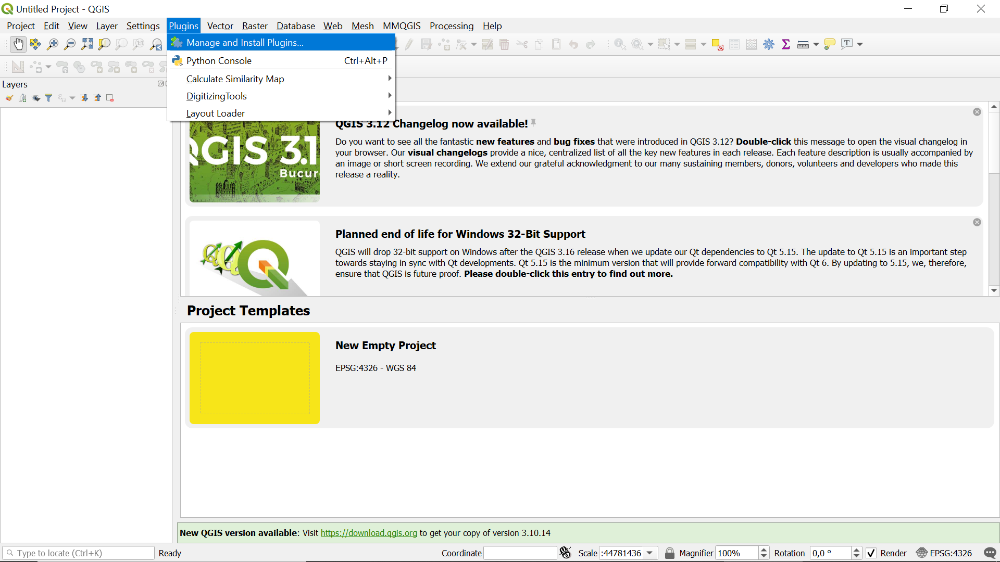 Untitled Project - QGIS
Project Edit View Layer Settings Plugins Vector Raster Database Web Mesh MMQGIS Processing Help
Manage and Install Plugins...
Python Console Ctrl+Alt+P
Calculate Similarity Map
DigitizingTools
Layout Loader
Layers
QGIS 3.12 Changelog now available!
Do you want to see all the fantastic new features and bug fixes that were introduced in QGIS 3.12? Double-click this message to open the visual changelog in
your browser. Our visual changelogs provide a nice, centralized list of all the key new features in each release. Each feature description is usually accompanied by
an image or short screen recording. We extend our grateful acknowledgment to our many sustaining members, donors, volunteers and developers who made this
release a reality.
QGIS 3.1
Bucur
Planned end of life for Windows 32-Bit Support
QGIS will drop 32-bit support on Windows after the QGIS 3.16 release when we update our Qt dependencies to Qt 5.15. The update to Qt 5.15 is an important step
towards staying in sync with Qt developments. Qt 5.15 is the minimum version that will provide forward compatibility with Qt 6. By updating to 5.15, we, therefore,
ensure that QGIS is future proof. Please double-click this entry to find out more.
Project Templates
New Empty Project
EPSG:4326 - WGS 84
New QGIS version available: Visit https://download.qgis.org to get your copy of version 3.10.14
Type to locate (Ctrl+K) Ready Coordinate Scale :44781436 Magnifier 100% Rotation 0,0 ° Render EPSG:4326